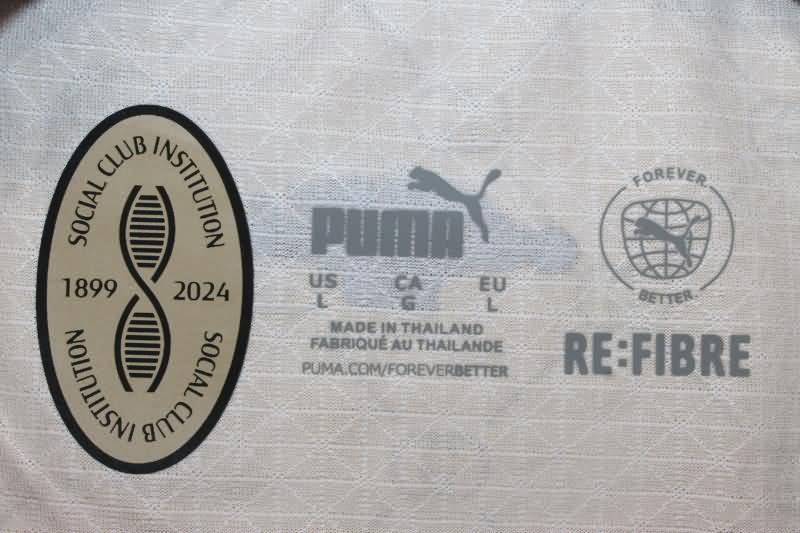 SOCIAL CLUB INSTITUTION
1899 2024
SOCIAL CLUB INSTITUTION
PUMA
US CA EU
L G L
MADE IN THAILAND
FABRIQUÉ AU THAILANDE
PUMA.COM/FOREVERBETTER
FOREVER
BETTER.
RE:FIBRE